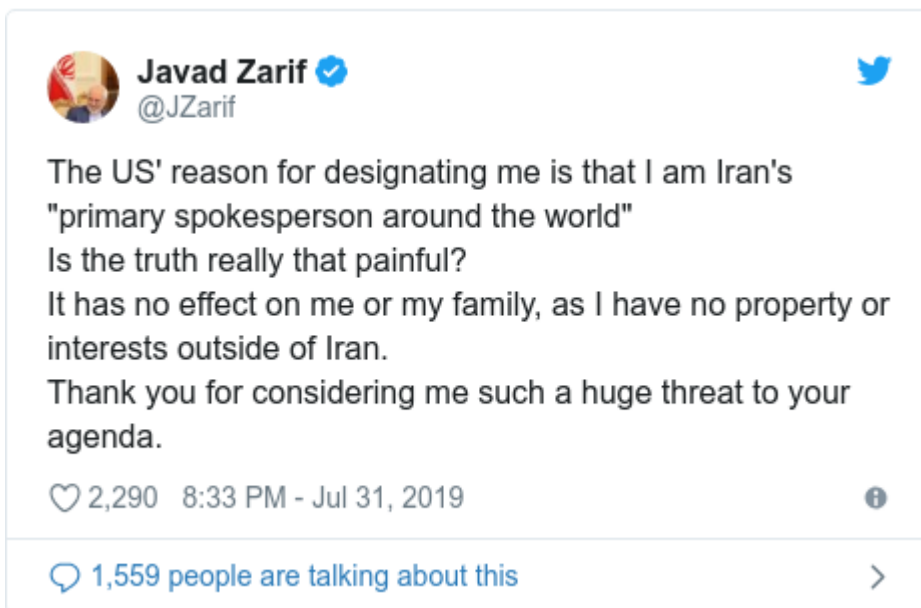 Javad Zarif
@JZarif
The US' reason for designating me is that I am Iran's
"primary spokesperson around the world"
Is the truth really that painful?
It has no effect on me or my family, as I have no property or
interests outside of Iran.
Thank you for considering me such a huge threat to your
agenda.
2,290 8:33 PM - Jul 31, 2019
1,559 people are talking about this